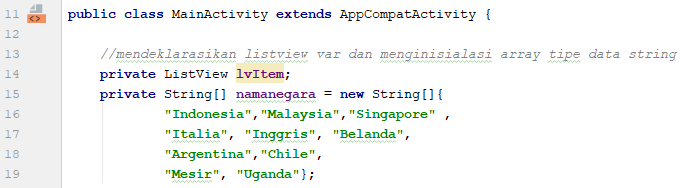 11 public class MainActivity extends AppCompatActivity {
12
13 //mendeklarasikan listview var dan menginisialasi array tipe data string
14 private ListView lvItem;
15 private String[] namanegara = new String[]{
16 "Indonesia","Malaysia","Singapore" ,
17 "Italia", "Inggris", "Belanda",
18 "Argentina","Chile",
19 "Mesir", "Uganda"};